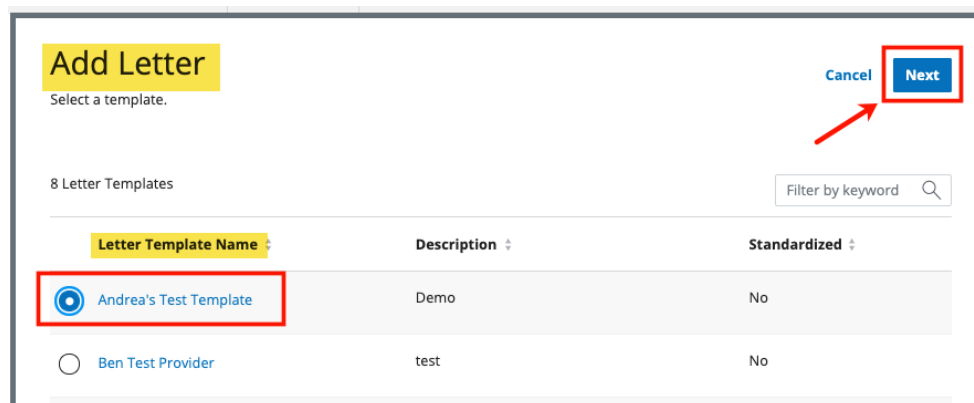 Add Letter
Cancel Next
Select a template.
8 Letter Templates
Filter by keyword
Letter Template Name Description Standardized
Andrea's Test Template Demo No
Ben Test Provider test No